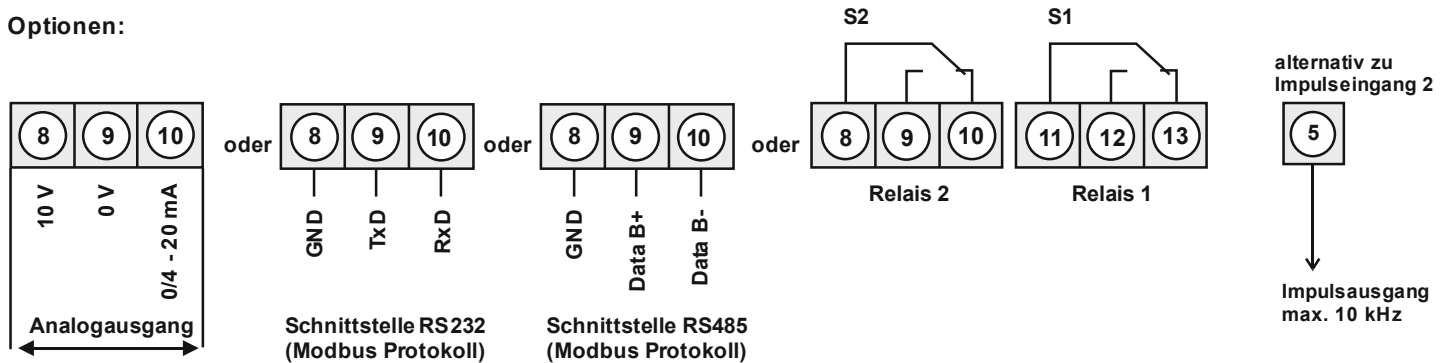 Optionen:
S2
S1
alternativ zu
Impulseingang 2
8 9 10
oder
8 9 10
oder
8 9 10
oder
8 9 10
11 12 13
5
10 V
0 V
0/4 - 20 mA
Analogausgang
GND
TxD
RxD
Schnittstelle RS232
(Modbus Protokoll)
GND
Data B+
Data B-
Schnittstelle RS485
(Modbus Protokoll)
Relais 2
Relais 1
Impulsausgang
max. 10 kHz